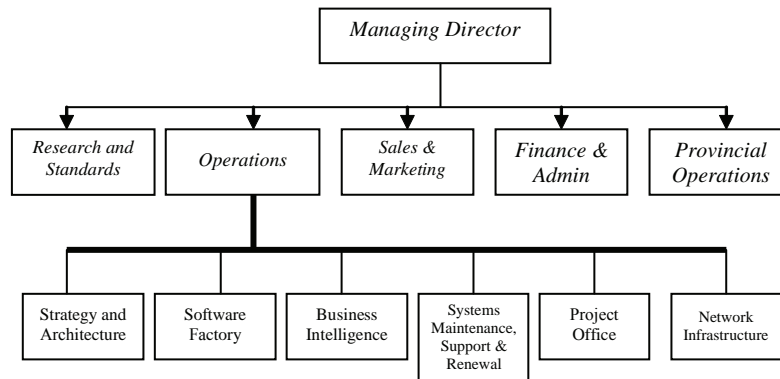 Managing Director
Research and
Standards
Operations
Sales &
Marketing
Finance &
Admin
Provincial
Operations
Strategy and
Architecture
Software
Factory
Business
Intelligence
Systems
Maintenance,
Support &
Renewal
Project
Office
Network
Infrastructure